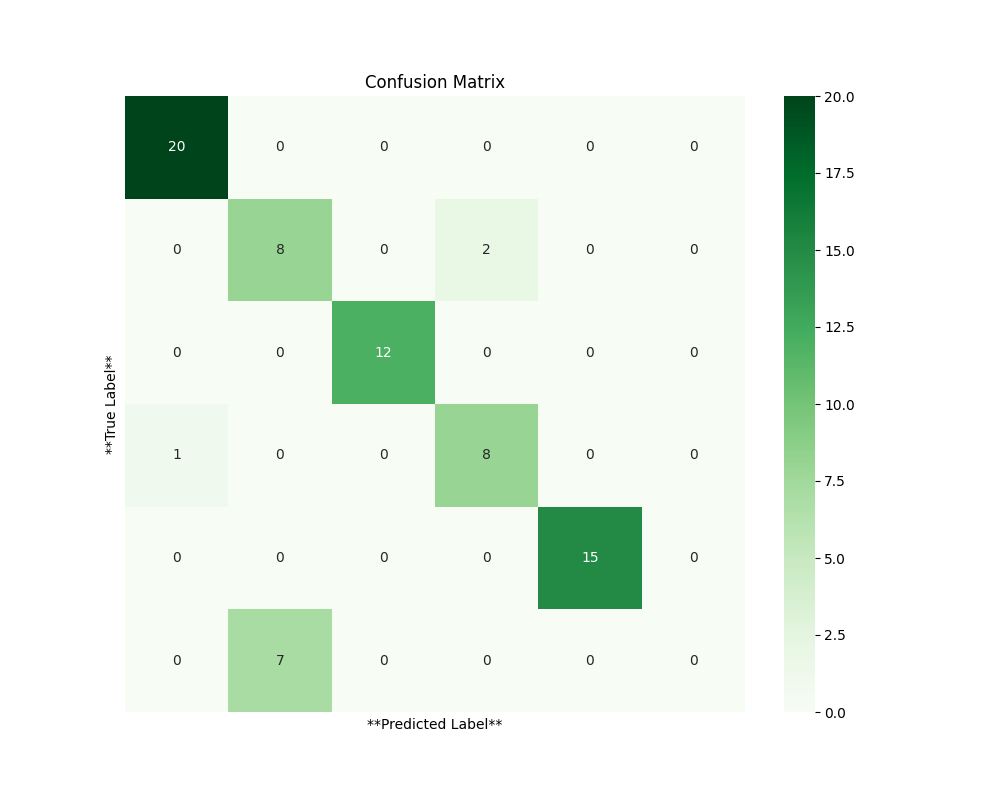 Confusion Matrix
20 0 0 0 0 0
0 8 0 2 0 0
0 0 12 0 0 0
1 0 0 8 0 0
0 0 0 0 15 0
0 7 0 0 0 0
**True Label**
**Predicted Label**
20.0
17.5
15.0
12.5
10.0
7.5
5.0
2.5
0.0